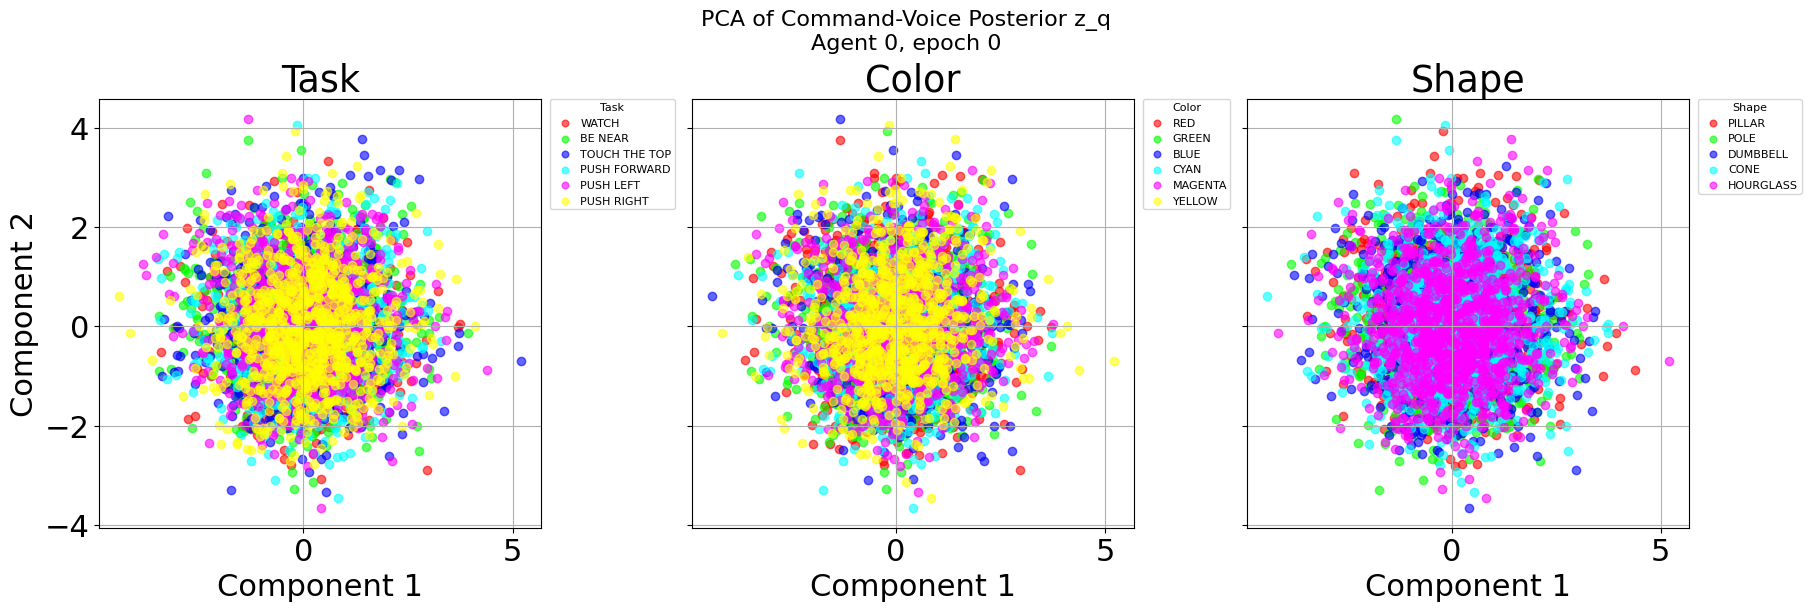 PCA of Command-Voice Posterior z_q
Agent 0, epoch 0
Task
Color
Shape
Component 2
4
2
0
−2
−4
0
5
Component 1
Task
WATCH
BE NEAR
TOUCH THE TOP
PUSH FORWARD
PUSH LEFT
PUSH RIGHT
0
5
Component 1
Color
RED
GREEN
BLUE
CYAN
MAGENTA
YELLOW
0
5
Component 1
Shape
PILLAR
POLE
DUMBBELL
CONE
HOURGLASS